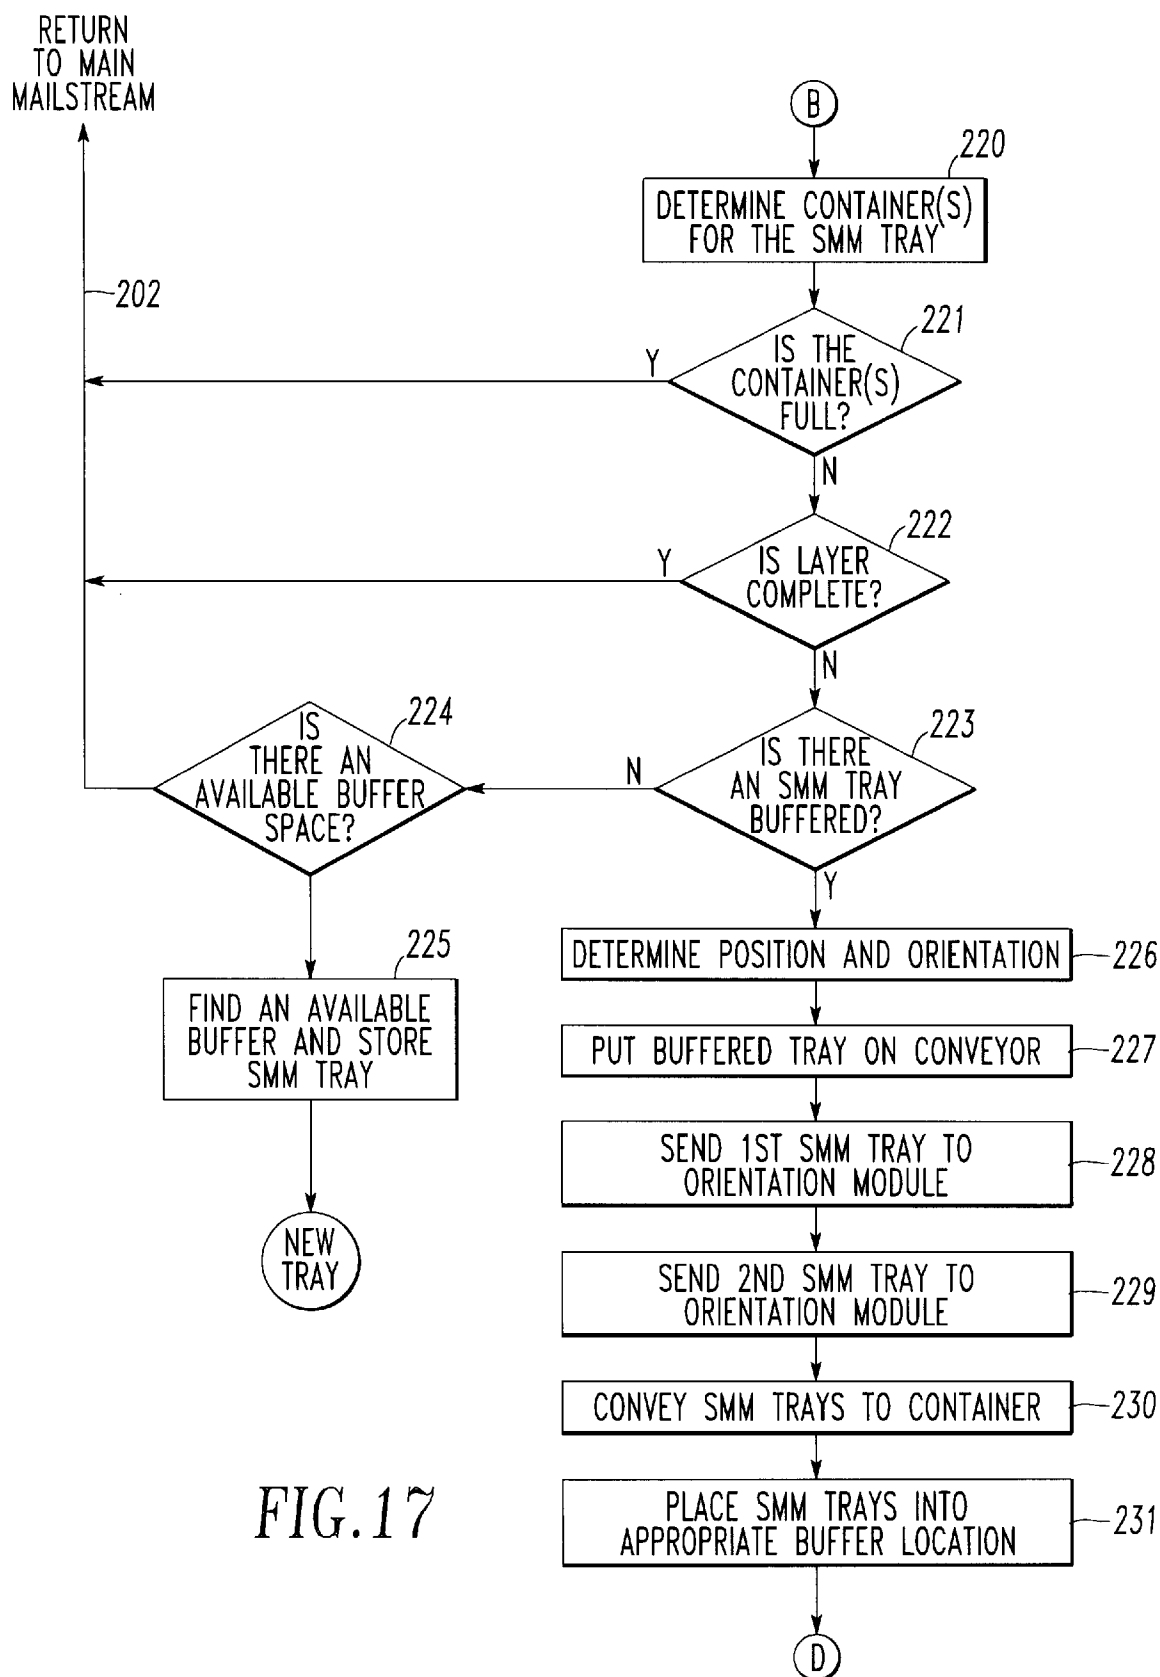 RETURN
TO MAIN
MAILSTREAM
B
220
DETERMINE CONTAINER(S)
FOR THE SMM TRAY
202
221
Y
IS THE
CONTAINER(S)
FULL?
N
222
Y
IS LAYER
COMPLETE?
N
224
IS
THERE AN
AVAILABLE BUFFER
SPACE?
223
N
IS THERE
AN SMM TRAY
BUFFERED?
Y
225
FIND AN AVAILABLE
BUFFER AND STORE
SMM TRAY
NEW
TRAY
DETERMINE POSITION AND ORIENTATION
226
PUT BUFFERED TRAY ON CONVEYOR
227
SEND 1ST SMM TRAY TO
ORIENTATION MODULE
228
SEND 2ND SMM TRAY TO
ORIENTATION MODULE
229
CONVEY SMM TRAYS TO CONTAINER
230
PLACE SMM TRAYS INTO
APPROPRIATE BUFFER LOCATION
231
D
FIG.17